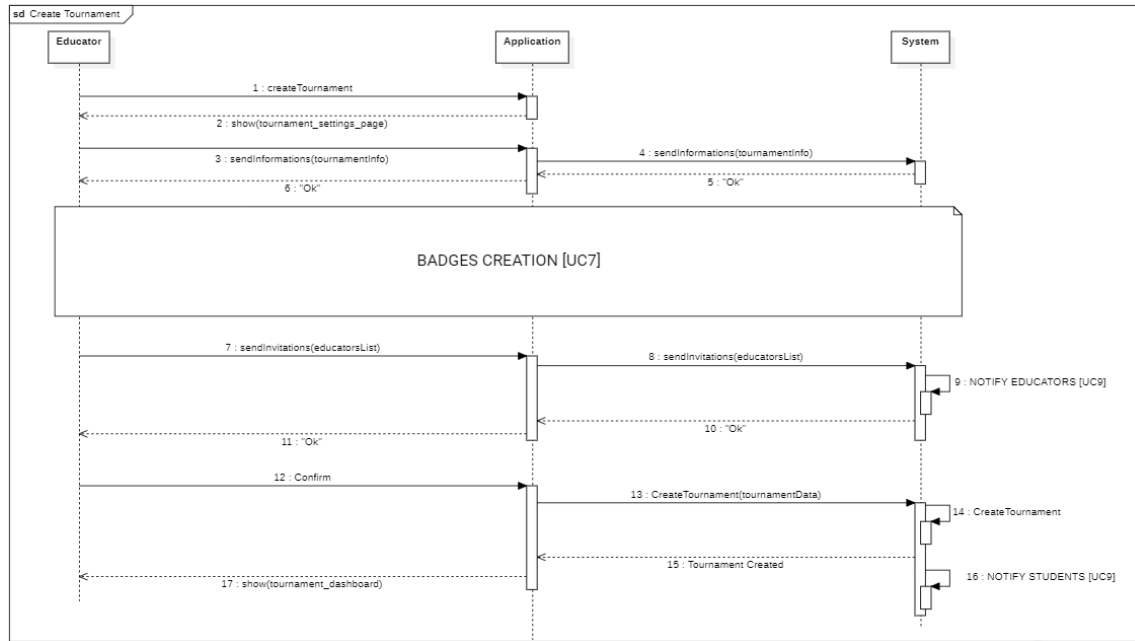 sd Create Tournament
Educator
Application
System
1 : createTournament
2 : show(tournament_settings_page)
3 : sendInformations(tournamentInfo)
4 : sendInformations(tournamentInfo)
5 : "Ok"
6 : "Ok"
BADGES CREATION [UC7]
7 : sendInvitations(educatorsList)
8 : sendInvitations(educatorsList)
9 : NOTIFY EDUCATORS [UC9]
10 : "Ok"
11 : "Ok"
12 : Confirm
13 : CreateTournament(tournamentData)
14 : CreateTournament
15 : Tournament Created
16 : NOTIFY STUDENTS [UC9]
17 : show(tournament_dashboard)